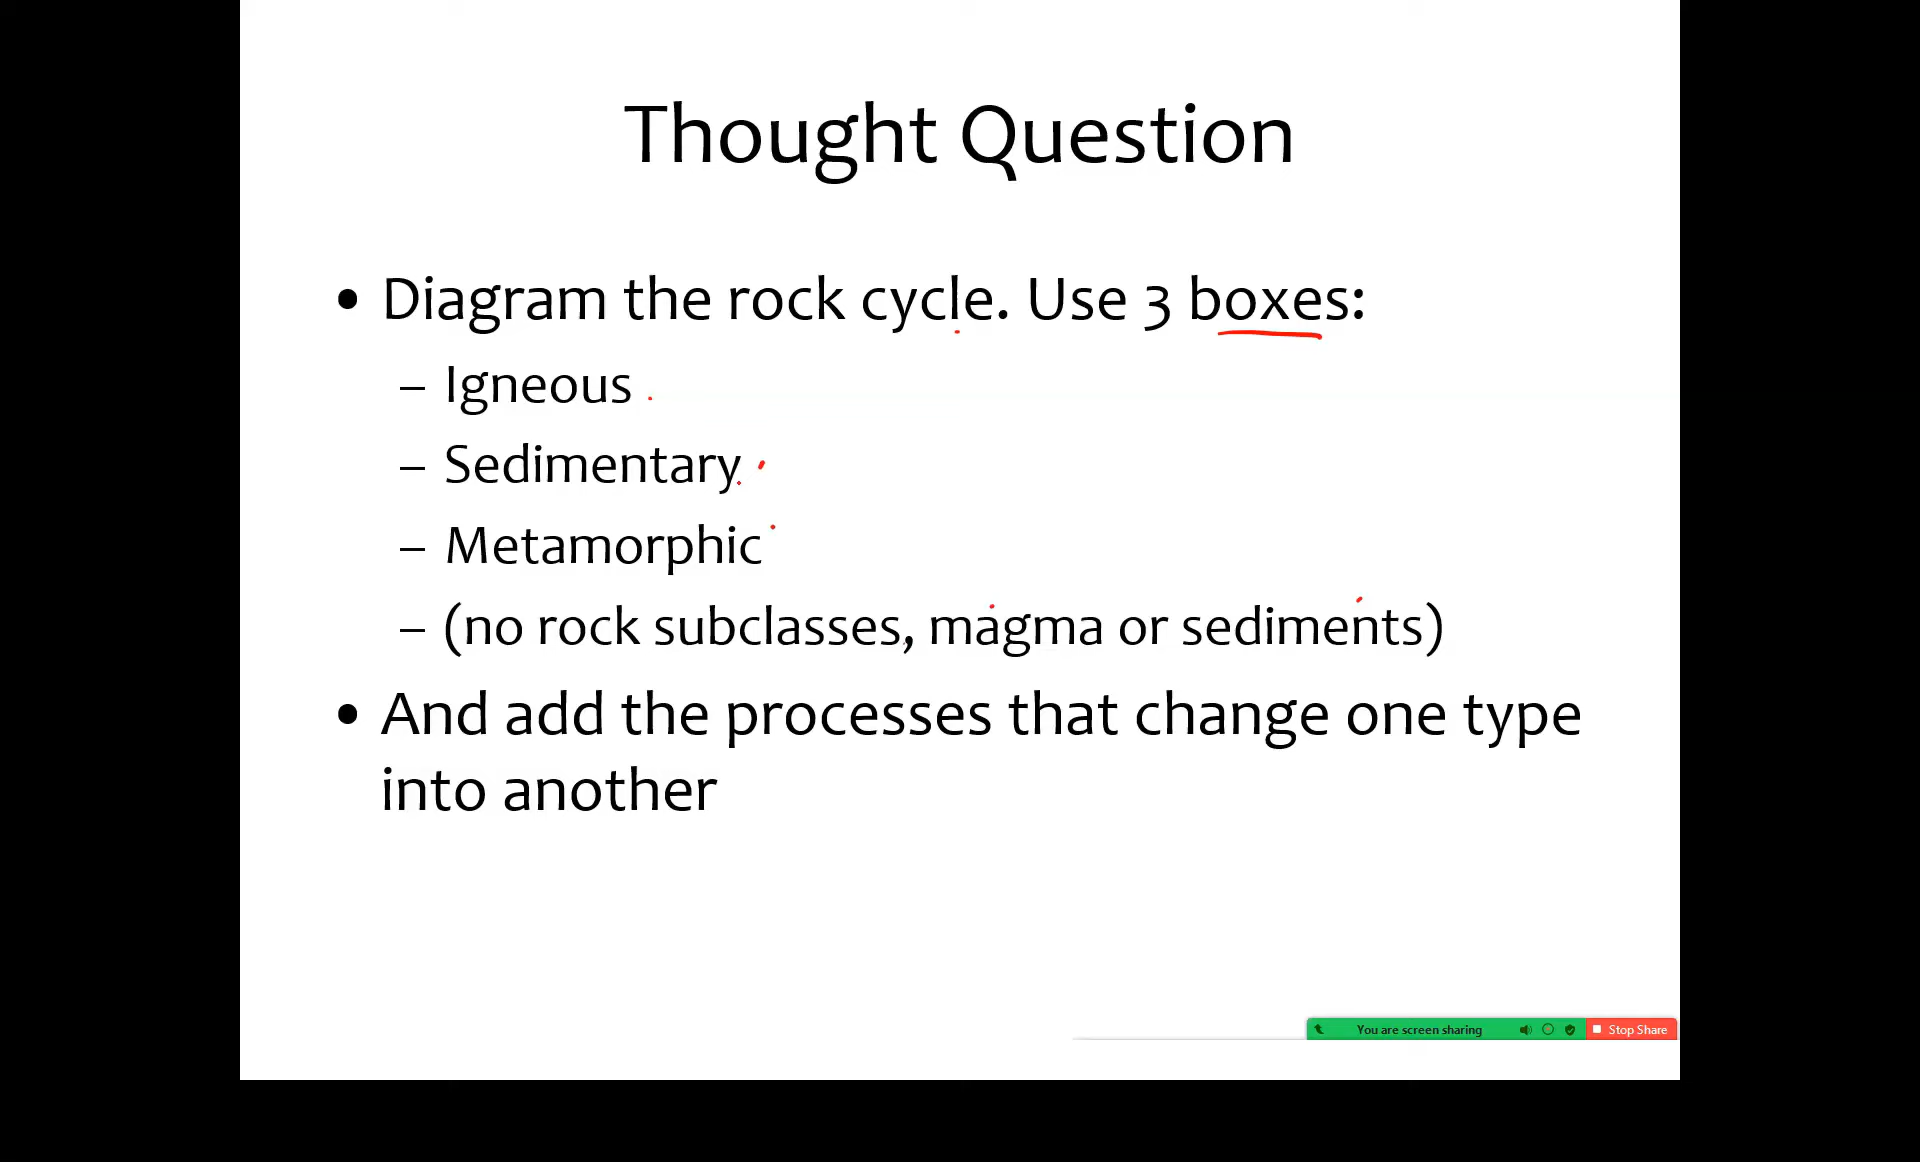 Thought Question
• Diagram the rock cycle. Use 3 boxes:
– Igneous
– Sedimentary
– Metamorphic
– (no rock subclasses, magma or sediments)
• And add the processes that change one type
into another
You are screen sharing Stop Share